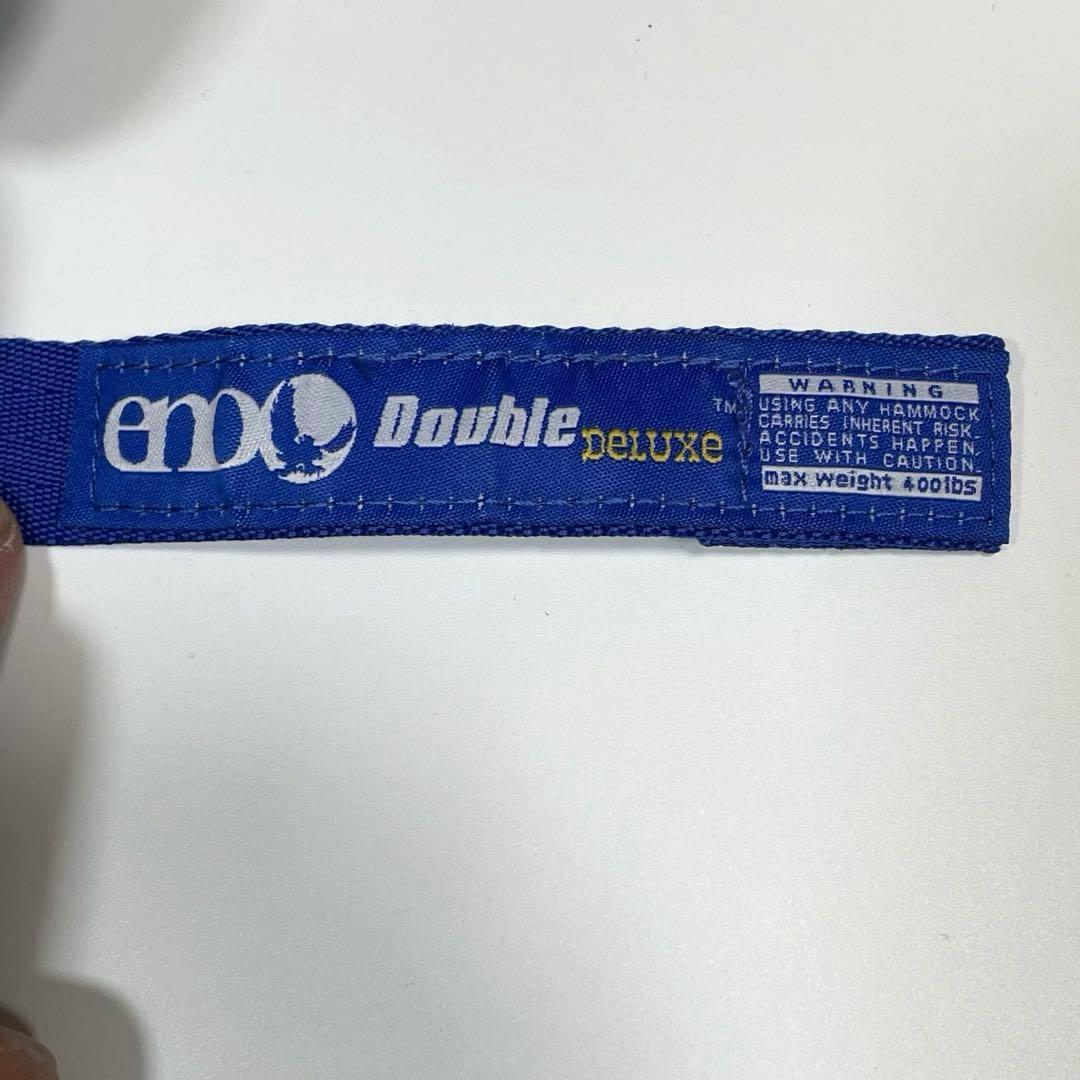 eno
Double
DELUXE
TM
WARNING
USING ANY HAMMOCK
CARRIES INHERENT RISK.
ACCIDENTS HAPPEN.
USE WITH CAUTION.
max weight 400lbs